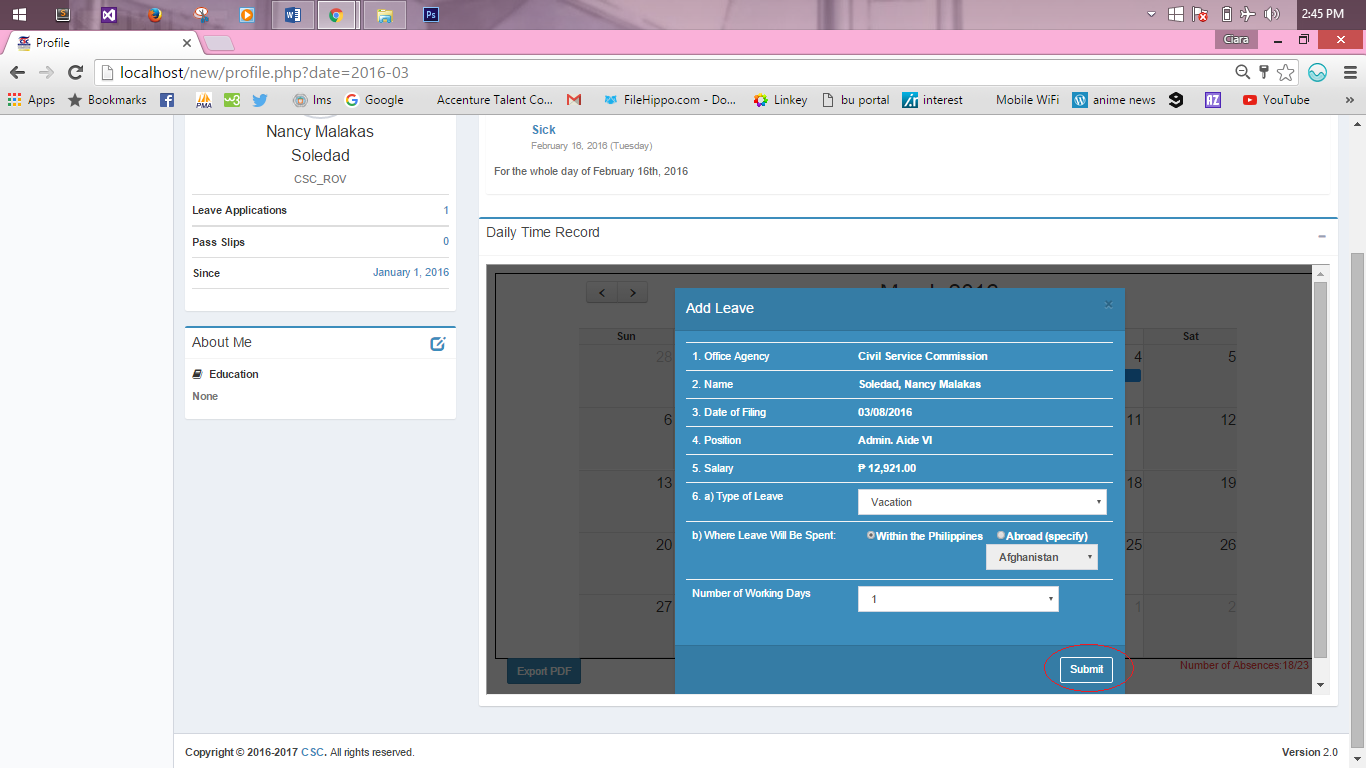 2:45 PM
Profile
Ciara
localhost/new/profile.php?date=2016-03
Apps Bookmarks PMA lms Google Accenture Talent Co... FileHippo.com - Do... Linkey bu portal interest Mobile WiFi anime news AZ YouTube »
Nancy Malakas
Soledad
CSC_ROV
Leave Applications 1
Pass Slips 0
Since January 1, 2016
About Me
Education
None
Sick
February 16, 2016 (Tuesday)
For the whole day of February 16th, 2016
Daily Time Record
Sun Sat
28 4 5
6 11 12
13 18 19
20 25 26
27 1 2
Add Leave ×
1. Office Agency Civil Service Commission
2. Name Soledad, Nancy Malakas
3. Date of Filing 03/08/2016
4. Position Admin. Aide VI
5. Salary ₱ 12,921.00
6. a) Type of Leave Vacation
b) Where Leave Will Be Spent: Within the Philippines Abroad (specify)
Afghanistan
Number of Working Days 1
Submit
Export PDF
Number of Absences:18/23
Copyright © 2016-2017 CSC. All rights reserved.
Version 2.0